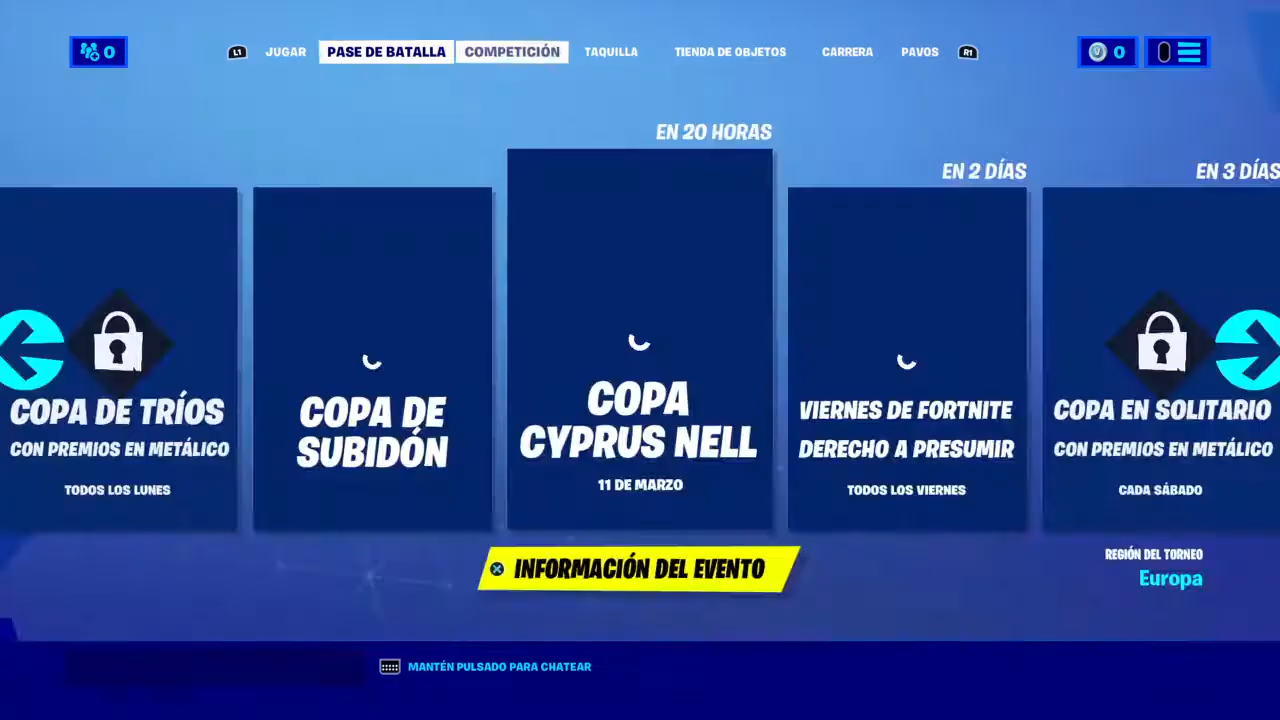 0
L1
JUGAR
PASE DE BATALLA
COMPETICIÓN
TAQUILLA
TIENDA DE OBJETOS
CARRERA
PAVOS
R1
0
EN 20 HORAS
EN 2 DÍAS
EN 3 DÍAS
COPA DE TRÍOS
CON PREMIOS EN METÁLICO
TODOS LOS LUNES
COPA DE
SUBIDÓN
COPA
CYPRUS NELL
11 DE MARZO
VIERNES DE FORTNITE
DERECHO A PRESUMIR
TODOS LOS VIERNES
COPA EN SOLITARIO
CON PREMIOS EN METÁLICO
CADA SÁBADO
INFORMACIÓN DEL EVENTO
REGIÓN DEL TORNEO
Europa
MANTÉN PULSADO PARA CHATEAR